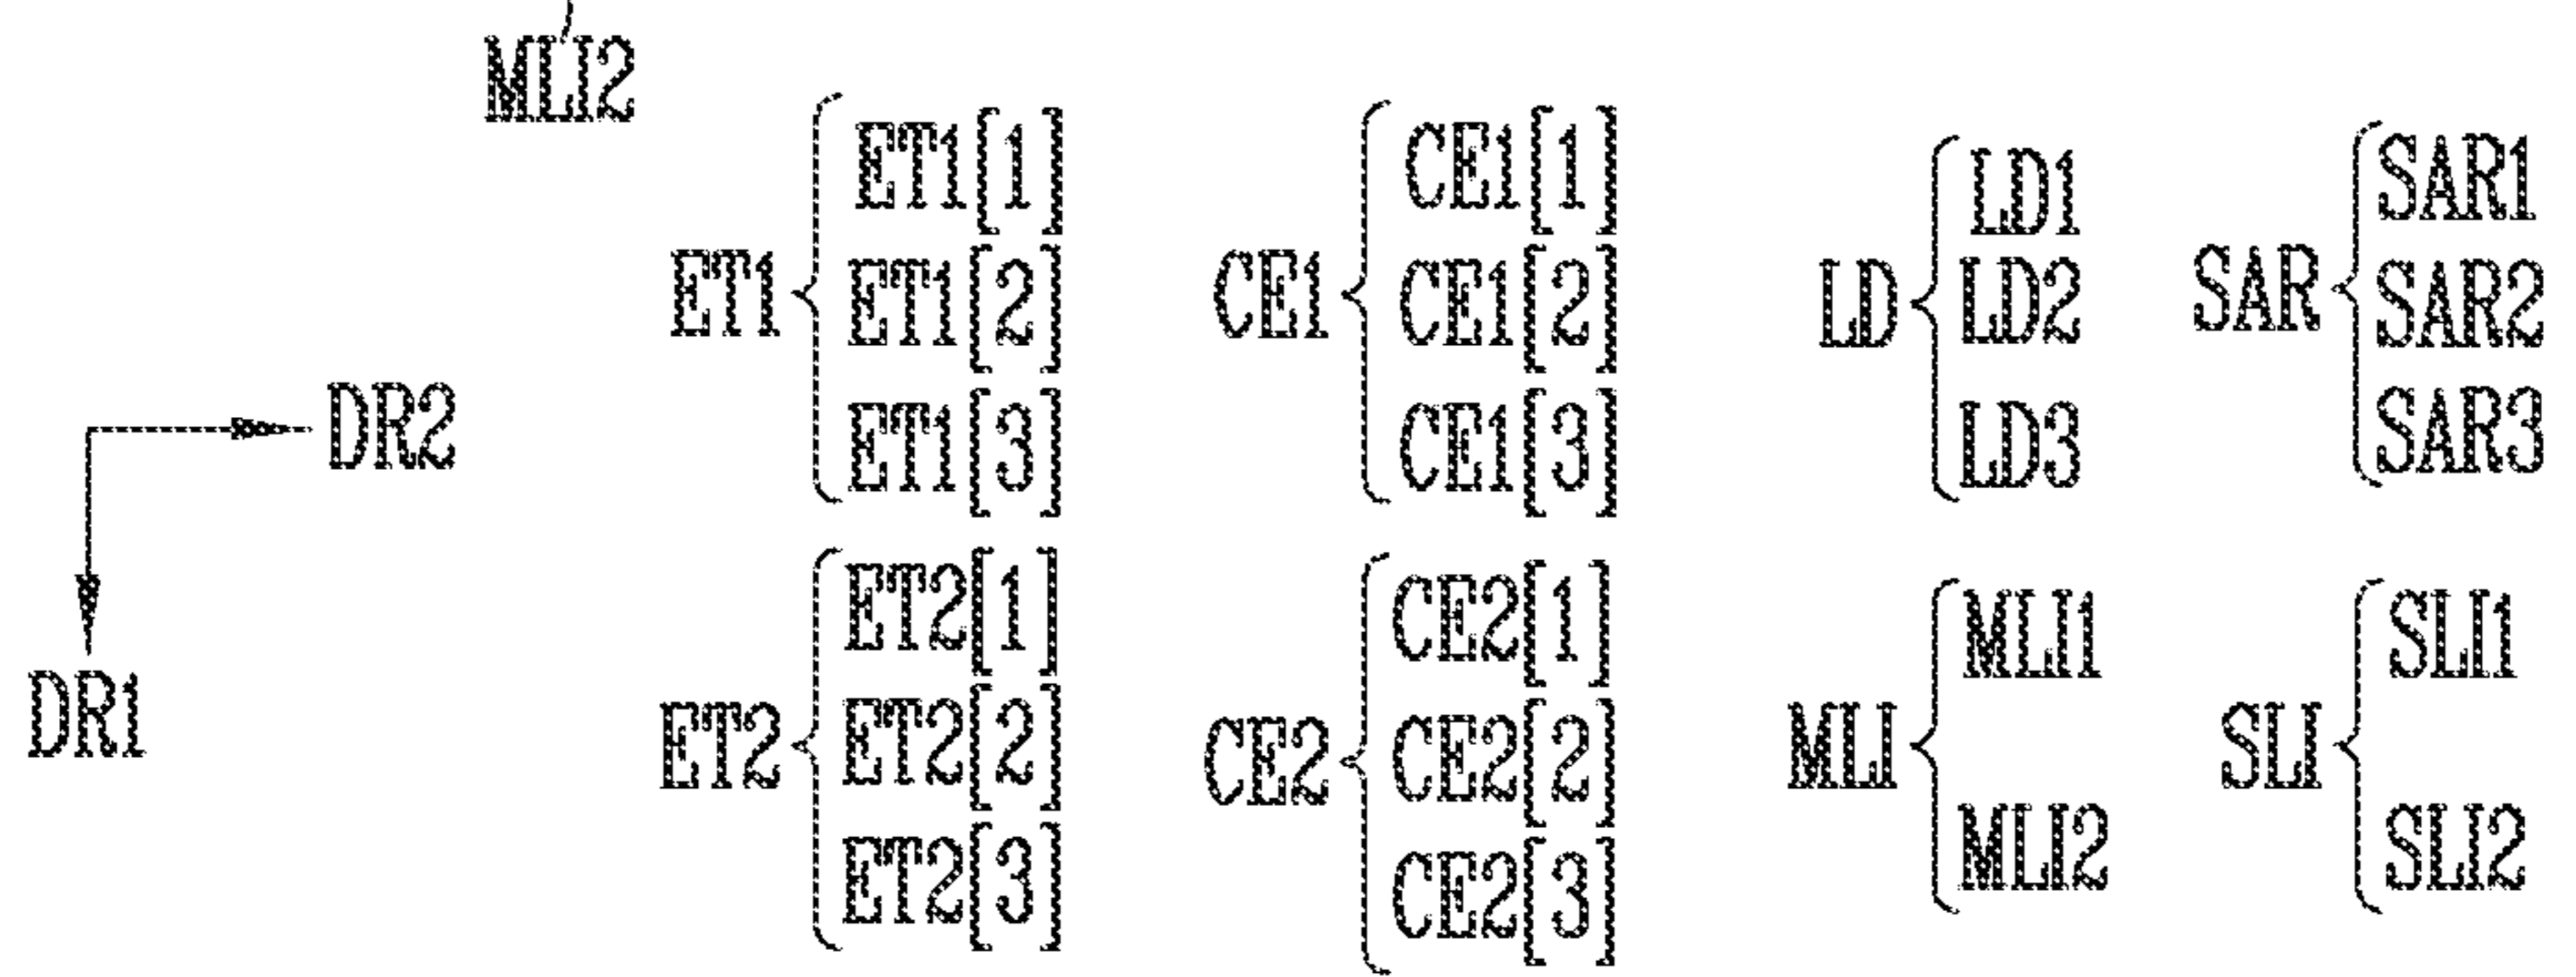 MLI2
DR2
DR1
ET1 { ET1[1]
ET1[2]
ET1[3]
CE1 { CE1[1]
CE1[2]
CE1[3]
LD { LD1
LD2
LD3
SAR { SAR1
SAR2
SAR3
ET2 { ET2[1]
ET2[2]
ET2[3]
CE2 { CE2[1]
CE2[2]
CE2[3]
MLI { MLI1
MLI2
SLI { SLI1
SLI2